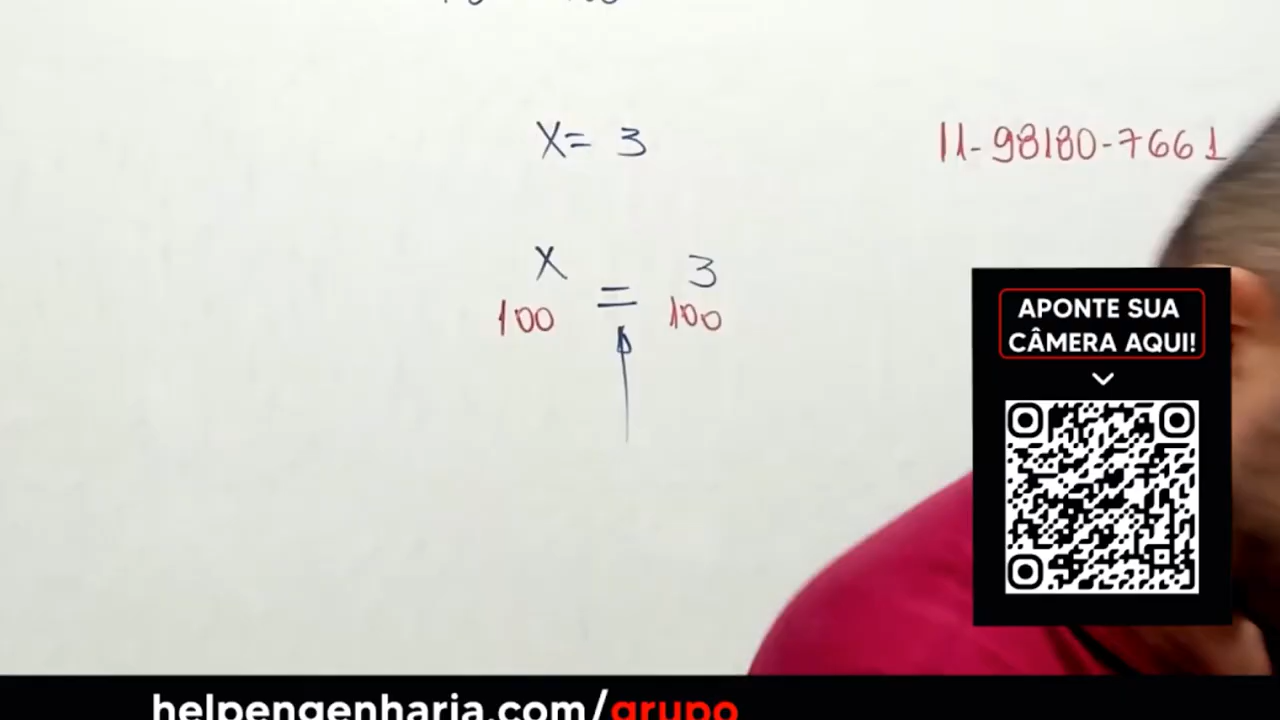 X= 3
11-98180-7661
X = 3
100 100
APONTE SUA
CÂMERA AQUI!
helpengenharia.com/grupo